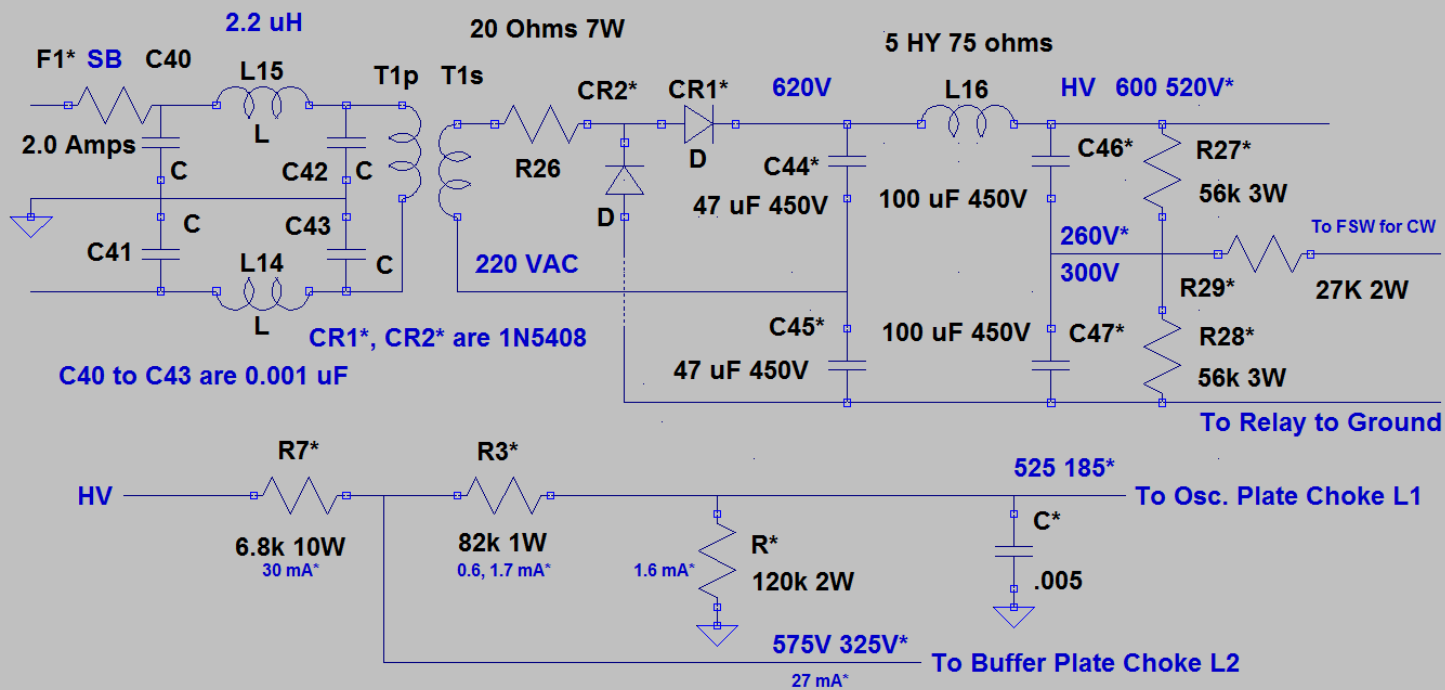 2.2 uH
20 Ohms 7W
5 HY 75 ohms
F1* SB C40
L15
T1p T1s
CR2* CR1*
620V
L16
HV 600 520V*
2.0 Amps
C
L
C42 C
R26
D
C44*
C46*
R27*
47 uF 450V
100 uF 450V
56k 3W
D
C
C43
C41
L14
C
220 VAC
260V*
300V
To FSW for CW
R29*
27K 2W
L
CR1*, CR2* are 1N5408
C45*
100 uF 450V
C47*
R28*
47 uF 450V
56k 3W
C40 to C43 are 0.001 uF
To Relay to Ground
R7*
R3*
525 185*
HV
To Osc. Plate Choke L1
6.8k 10W
30 mA*
82k 1W
0.6, 1.7 mA*
1.6 mA*
R*
120k 2W
C*
.005
575V 325V*
To Buffer Plate Choke L2
27 mA*